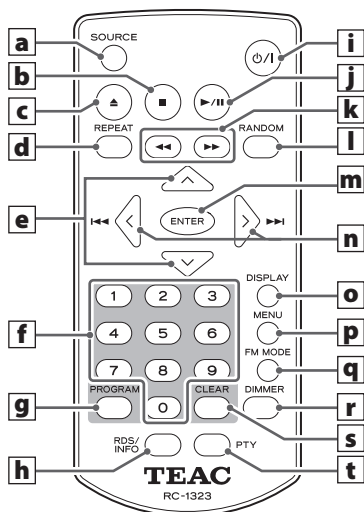 SOURCE
a
i
⏻/I
b
j
c
k
REPEAT
RANDOM
d
l
m
e
ENTER
n
DISPLAY
o
1 2 3
MENU
p
f
4 5 6
FM MODE
q
7 8 9
PROGRAM
CLEAR
DIMMER
g
0
r
s
RDS/
INFO
PTY
h
t
TEAC
RC-1323